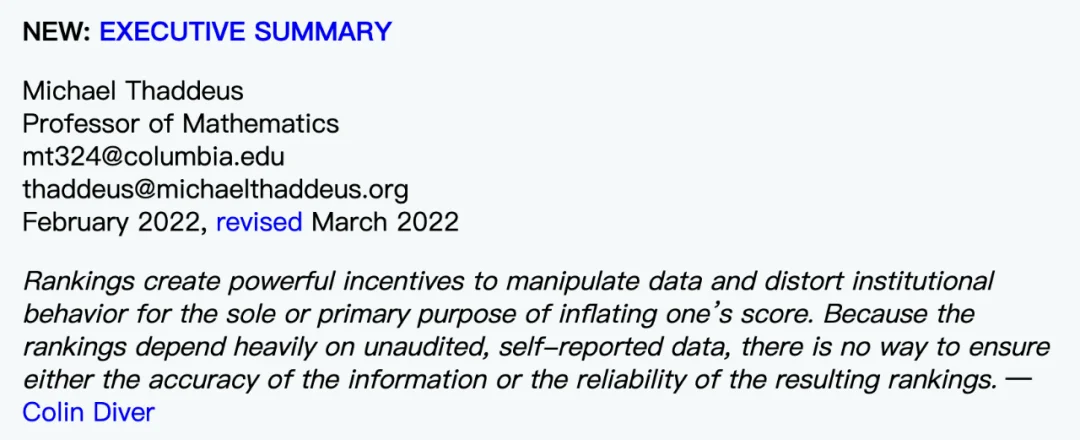 NEW: EXECUTIVE SUMMARY
Michael Thaddeus
Professor of Mathematics
mt324@columbia.edu
thaddeus@michaelthaddeus.org
February 2022, revised March 2022
Rankings create powerful incentives to manipulate data and distort institutional
behavior for the sole or primary purpose of inflating one’s score. Because the
rankings depend heavily on unaudited, self-reported data, there is no way to ensure
either the accuracy of the information or the reliability of the resulting rankings. —
Colin Diver